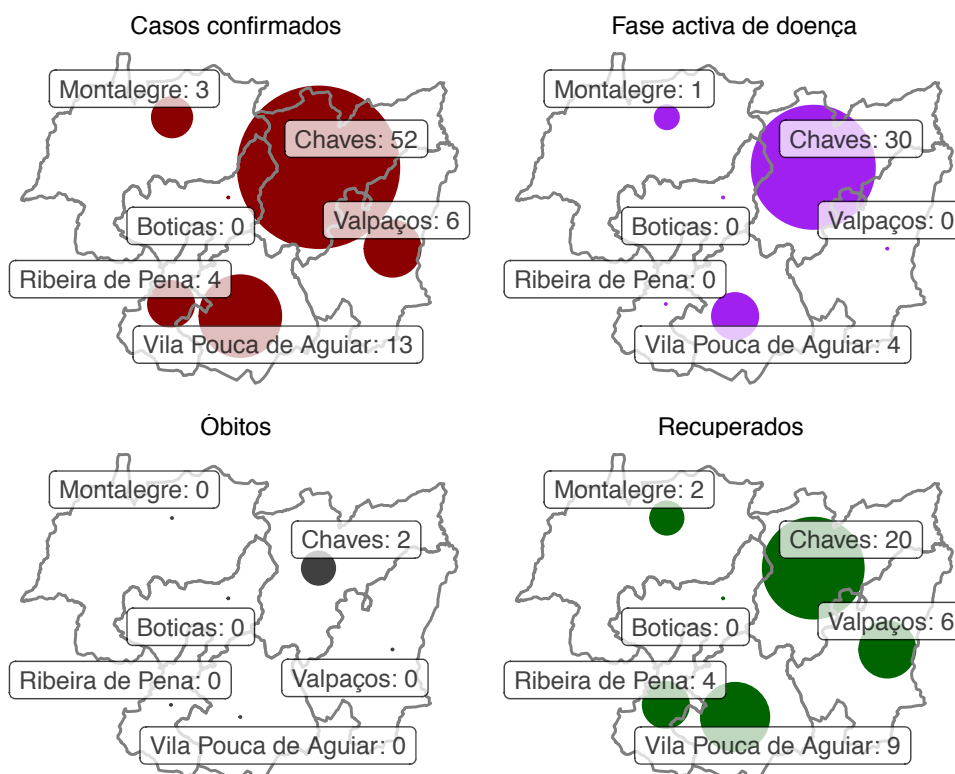 Casos confirmados
Montalegre: 3
Chaves: 52
Valpaços: 6
Boticas: 0
Ribeira de Pena: 4
Vila Pouca de Aguiar: 13
Fase activa de doença
Montalegre: 1
Chaves: 30
Valpaços: 0
Boticas: 0
Ribeira de Pena: 0
Vila Pouca de Aguiar: 4
Óbitos
Montalegre: 0
Chaves: 2
Boticas: 0
Ribeira de Pena: 0
Valpaços: 0
Vila Pouca de Aguiar: 0
Recuperados
Montalegre: 2
Chaves: 20
Valpaços: 6
Boticas: 0
Ribeira de Pena: 4
Vila Pouca de Aguiar: 9